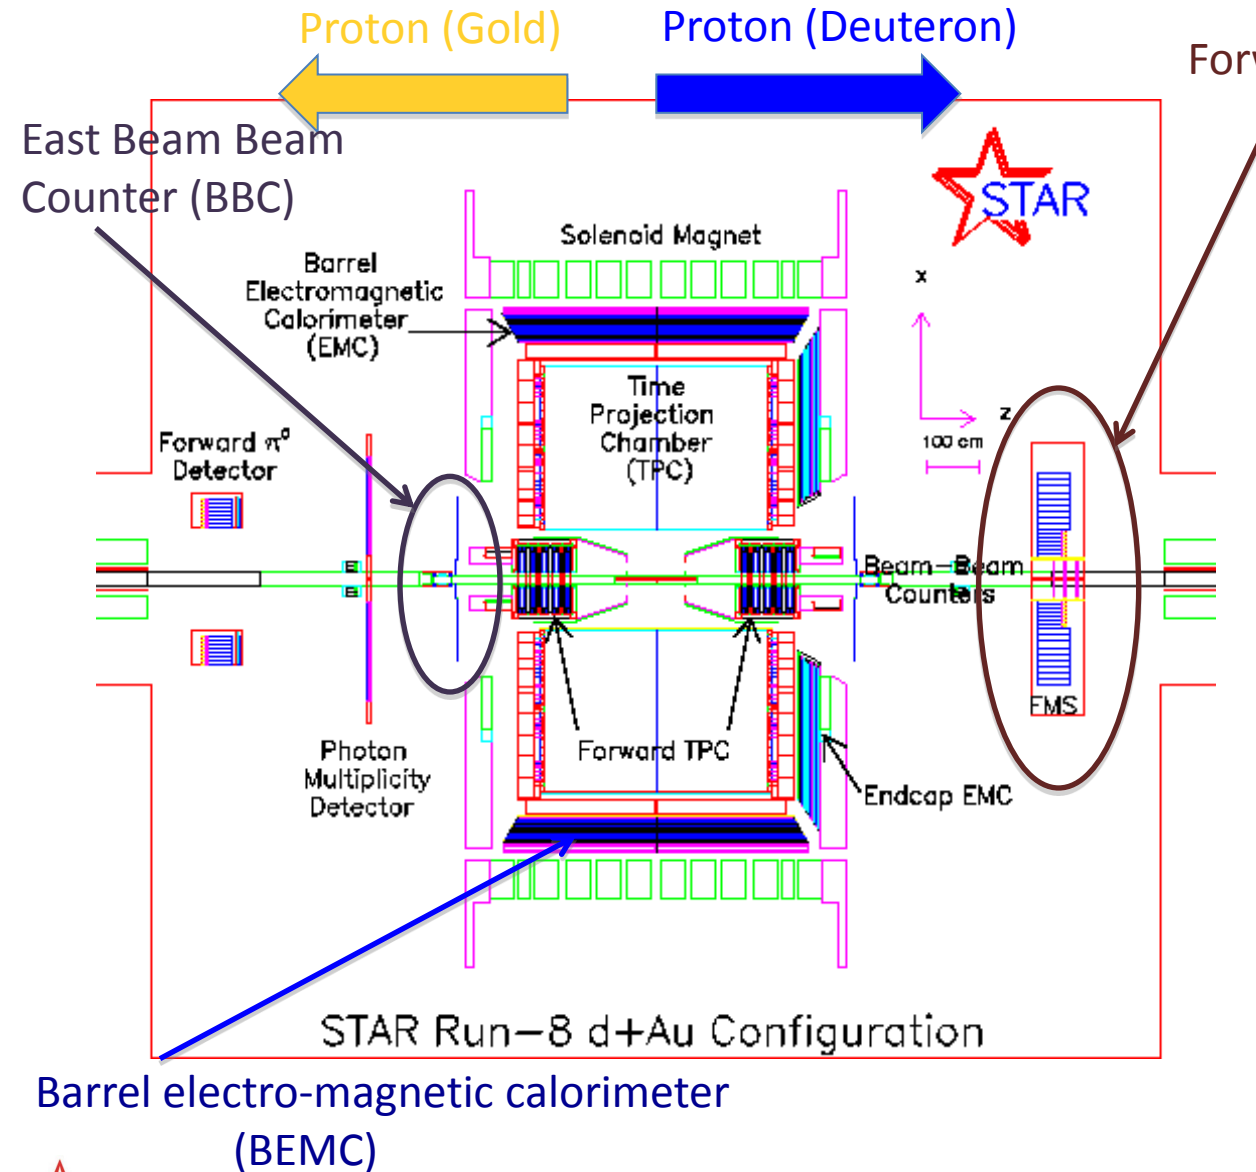 Proton (Gold)
Proton (Deuteron)
Forw
East Beam Beam
Counter (BBC)
STAR
Solenoid Magnet
Barrel
Electromagnetic
Calorimeter
(EMC)
x
z
100 cm
Time
Projection
Chamber
(TPC)
Forward π⁰
Detector
Beam-Beam
Counters
FMS
Photon
Multiplicity
Detector
Forward TPC
Endcap EMC
STAR Run-8 d+Au Configuration
Barrel electro-magnetic calorimeter
(BEMC)